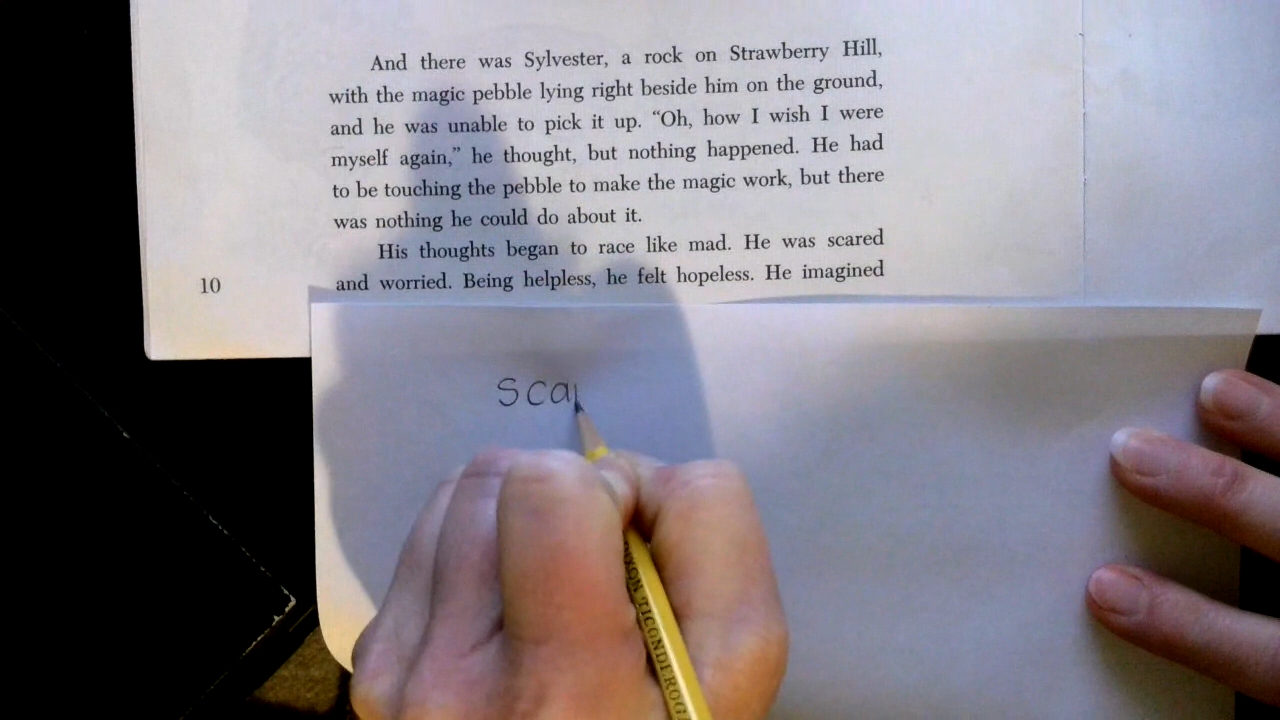 And there was Sylvester, a rock on Strawberry Hill,
with the magic pebble lying right beside him on the ground,
and he was unable to pick it up. “Oh, how I wish I were
myself again,” he thought, but nothing happened. He had
to be touching the pebble to make the magic work, but there
was nothing he could do about it.
His thoughts began to race like mad. He was scared
and worried. Being helpless, he felt hopeless. He imagined
10
sca
DIXON TICONDEROGA